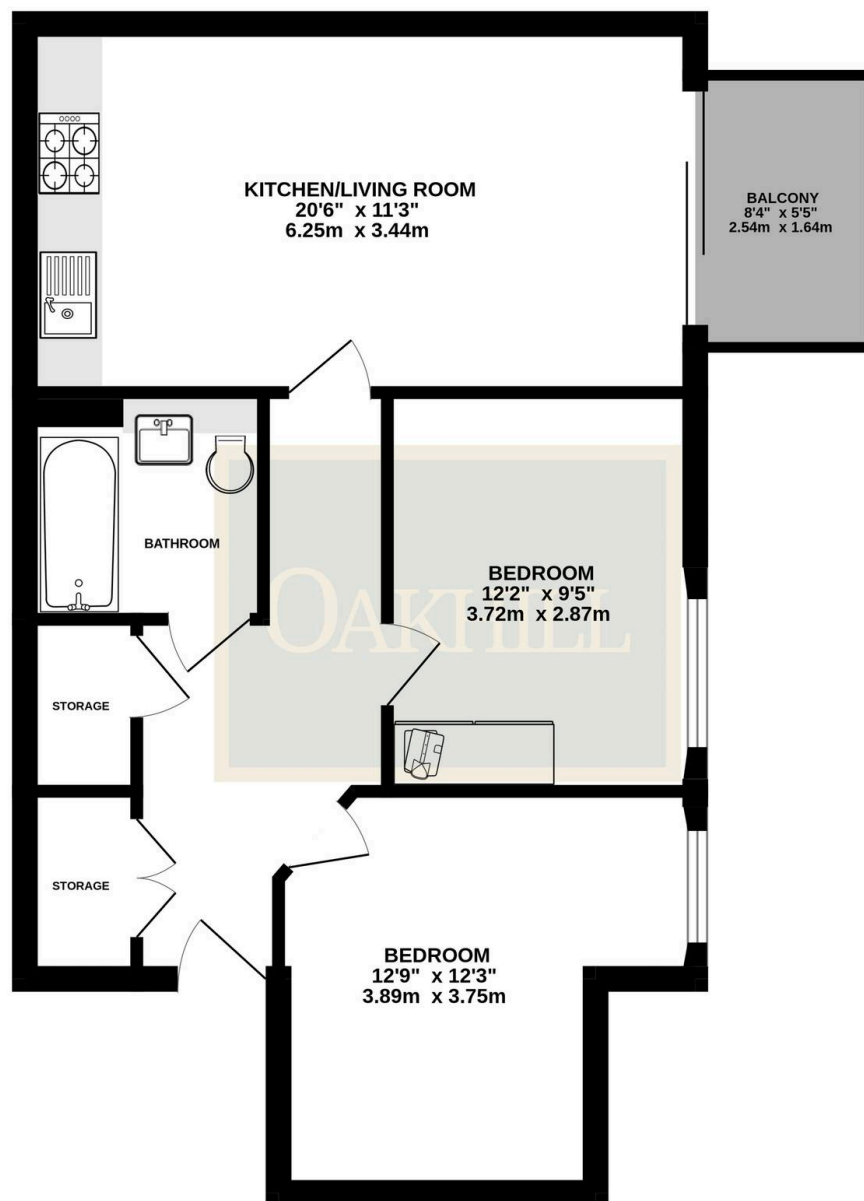 KITCHEN/LIVING ROOM
20'6" x 11'3"
6.25m x 3.44m
BALCONY
8'4" x 5'5"
2.54m x 1.64m
BATHROOM
BEDROOM
12'2" x 9'5"
3.72m x 2.87m
OAKHILL
STORAGE
STORAGE
BEDROOM
12'9" x 12'3"
3.89m x 3.75m